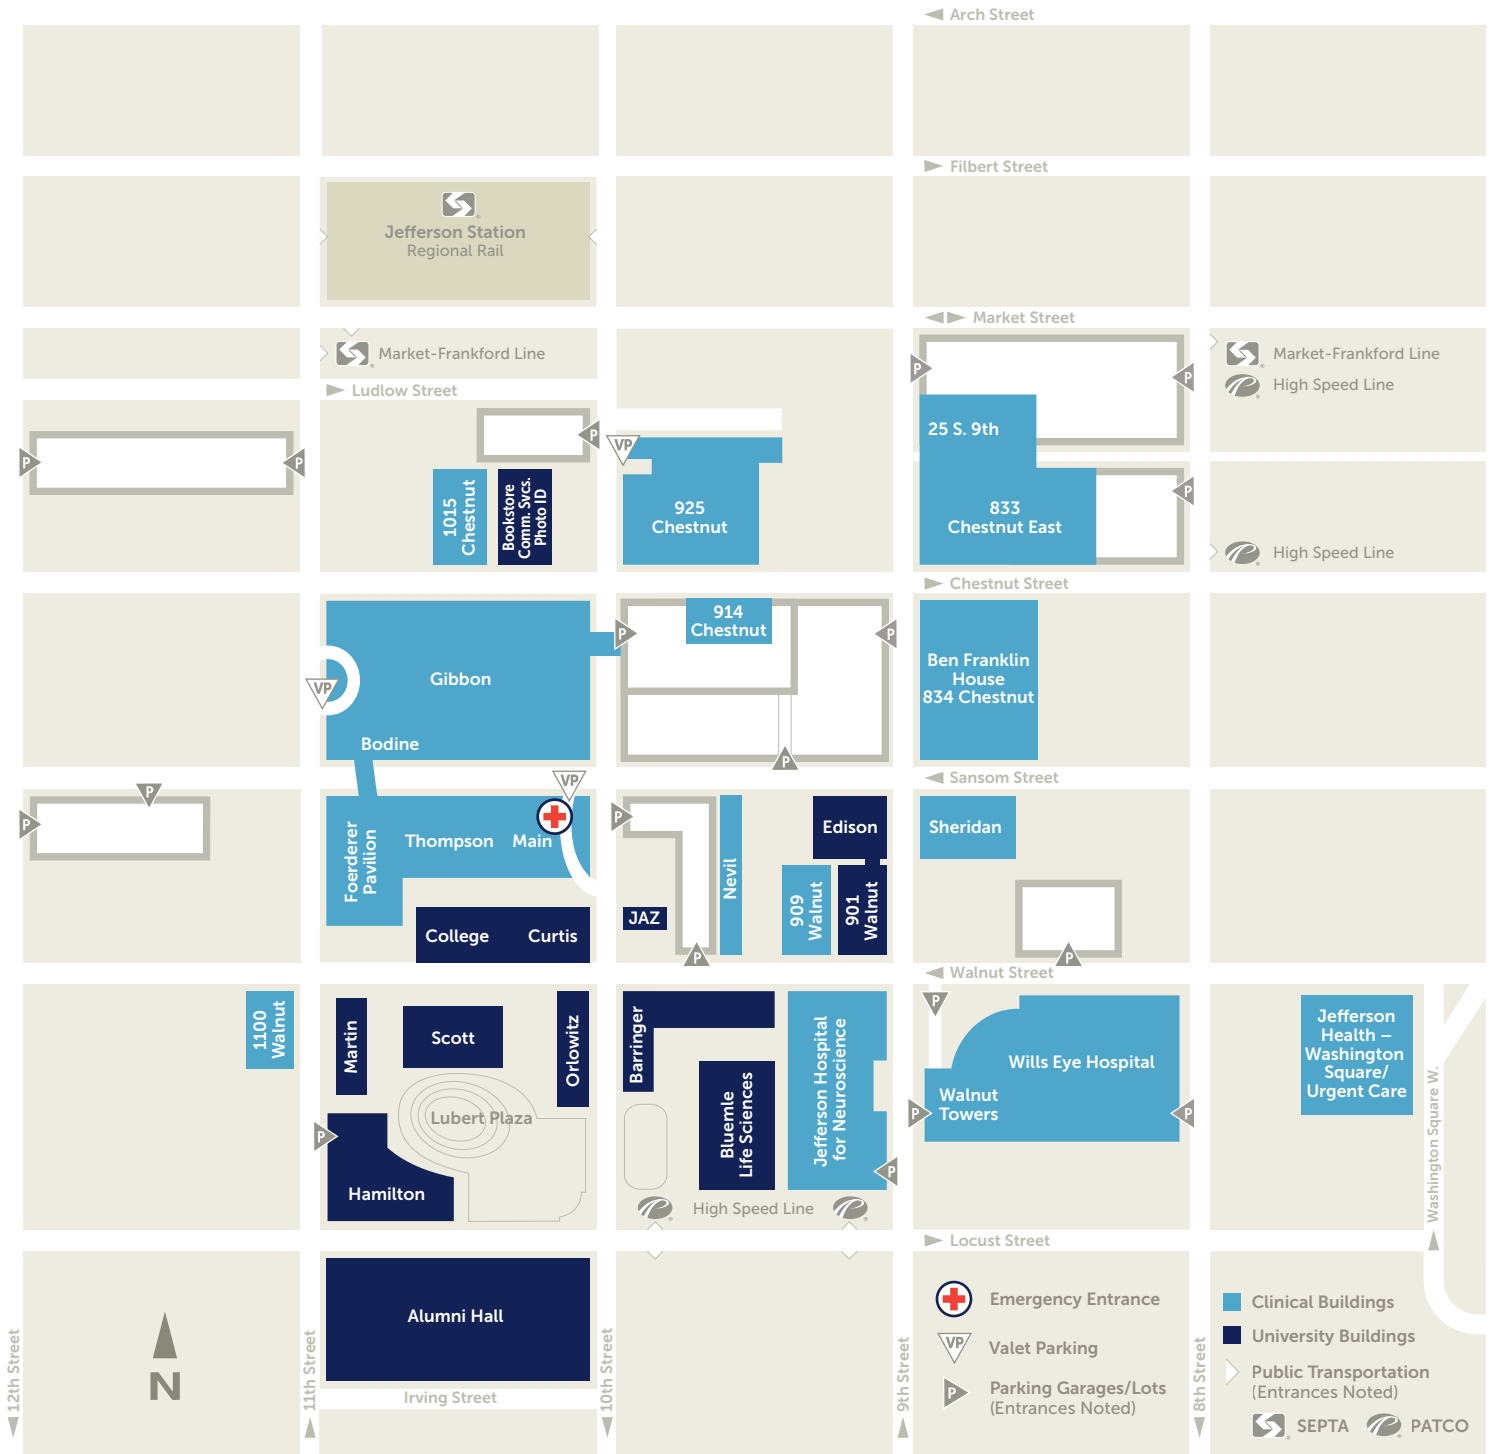 Arch Street
Filbert Street
Jefferson Station
Regional Rail
Market Street
Market-Frankford Line
Market-Frankford Line
High Speed Line
Ludlow Street
P
P
P
P
P
VP
25 S. 9th
1015
Chestnut
Bookstore
Comm. Svcs.
Photo ID
925
Chestnut
833
Chestnut East
P
High Speed Line
Chestnut Street
914
Chestnut
P
P
Gibbon
VP
Ben Franklin
House
834 Chestnut
Bodine
P
Sansom Street
VP
P
P
P
Foerderer
Pavilion
Thompson
Main
Nevil
Edison
Sheridan
909
Walnut
901
Walnut
JAZ
College
Curtis
P
P
Walnut Street
1100
Walnut
Martin
Scott
Orlowitz
Barringer
Jefferson Hospital
for Neuroscience
P
Wills Eye Hospital
Jefferson
Health –
Washington
Square/
Urgent Care
Walnut
Towers
P
P
Lubert Plaza
Bluemle
Life Sciences
P
Hamilton
P
High Speed Line
Washington Square W.
Locust Street
Alumni Hall
Irving Street
N
12th Street
11th Street
10th Street
9th Street
8th Street
Emergency Entrance
VP
Valet Parking
P
Parking Garages/Lots
(Entrances Noted)
Clinical Buildings
University Buildings
Public Transportation
(Entrances Noted)
SEPTA
PATCO